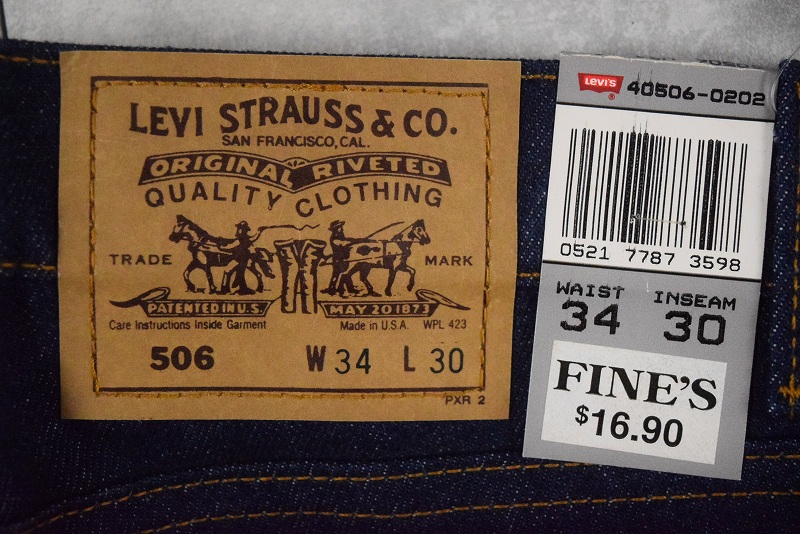 LEVI STRAUSS & CO.
SAN FRANCISCO, CAL.
ORIGINAL RIVETED
QUALITY CLOTHING
TRADE MARK
PATENTED IN U.S. MAY 20 1873
Care Instructions Inside Garment Made in U.S.A. WPL 423
506 W 34 L 30
PXR 2
LEVI'S ® 40506-0202
0521 7787 3598
WAIST INSEAM
34 30
FINE'S
$16.90